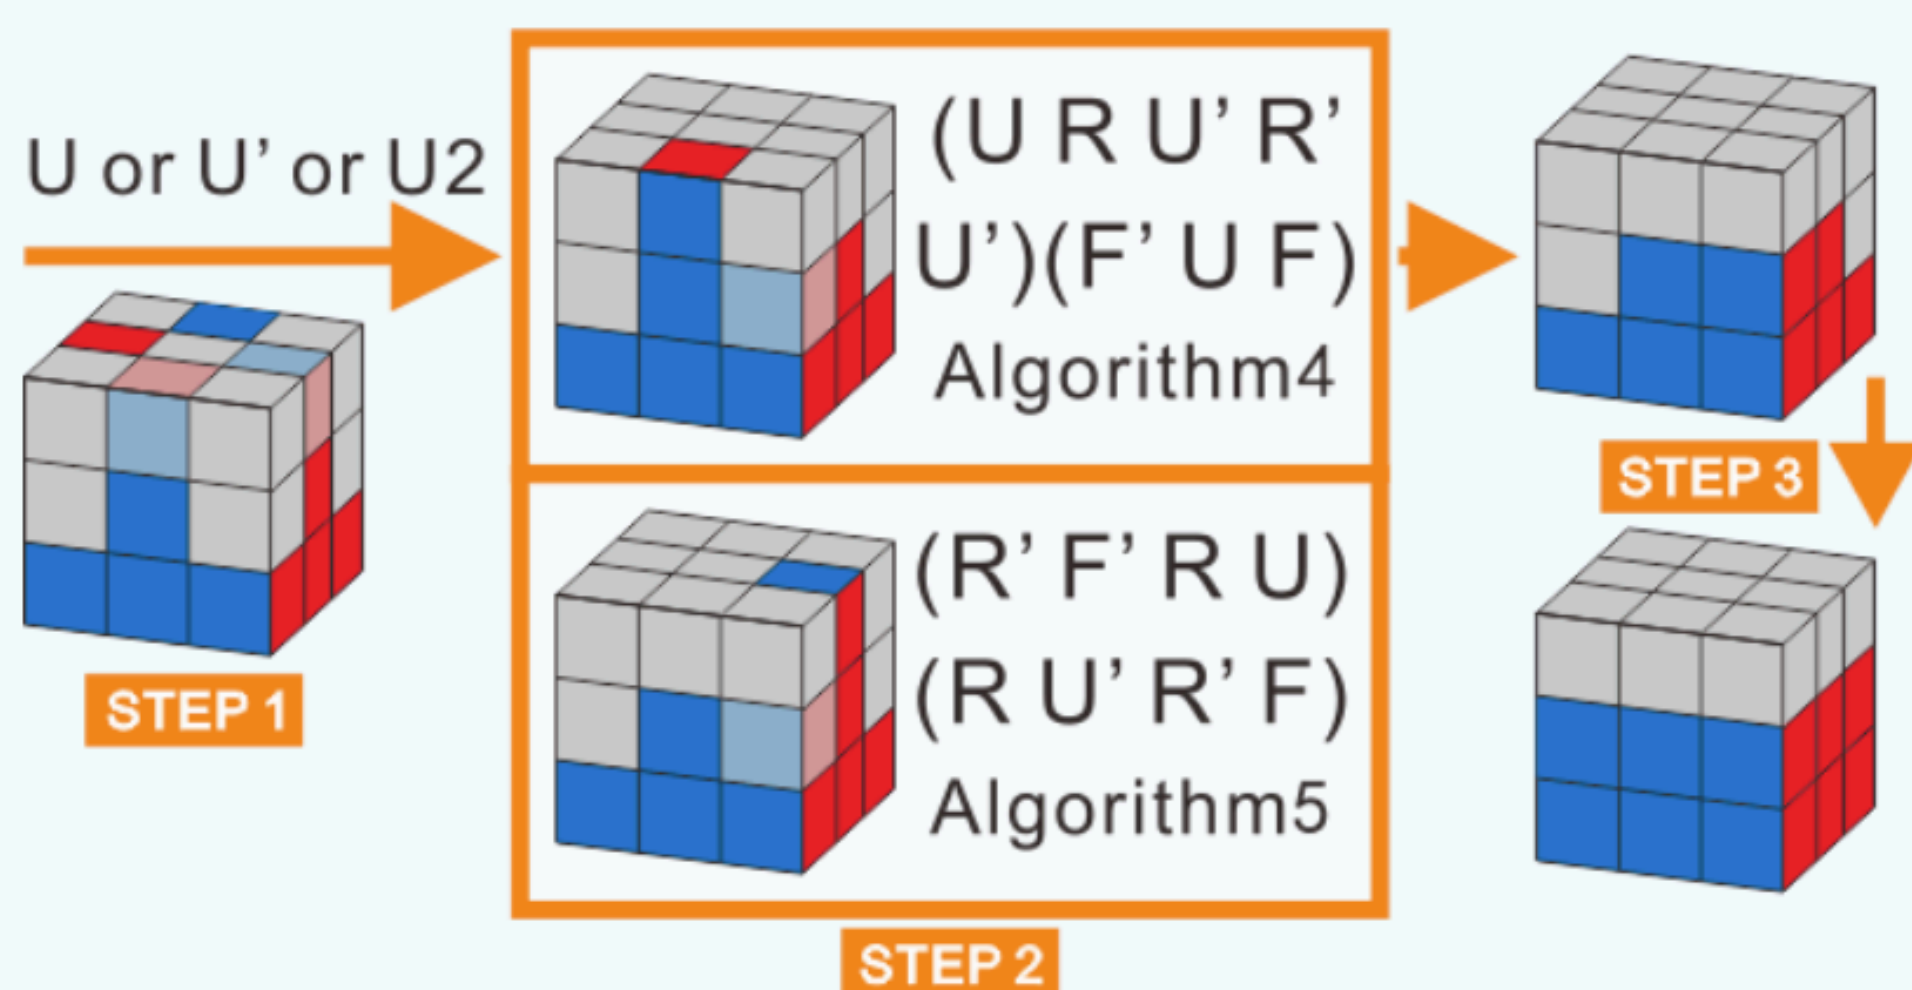 U or U’ or U2
STEP 1
(U R U’ R’
U’)(F’ U F)
Algorithm4
(R’ F’ R U)
(R U’ R’ F)
Algorithm5
STEP 2
STEP 3